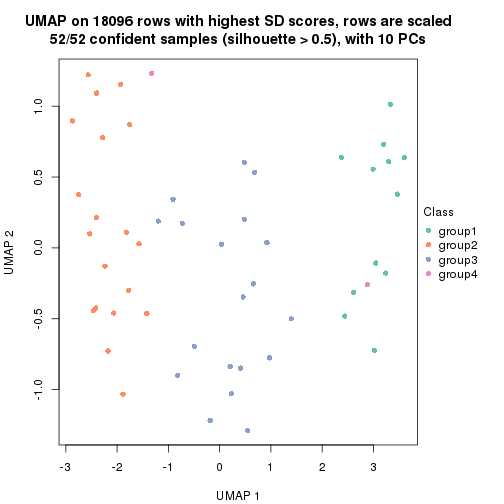 UMAP on 18096 rows with highest SD scores, rows are scaled
52/52 confident samples (silhouette > 0.5), with 10 PCs
1.0
0.5
0.0
-0.5
-1.0
UMAP 2
-3 -2 -1 0 1 2 3
UMAP 1
Class
group1
group2
group3
group4